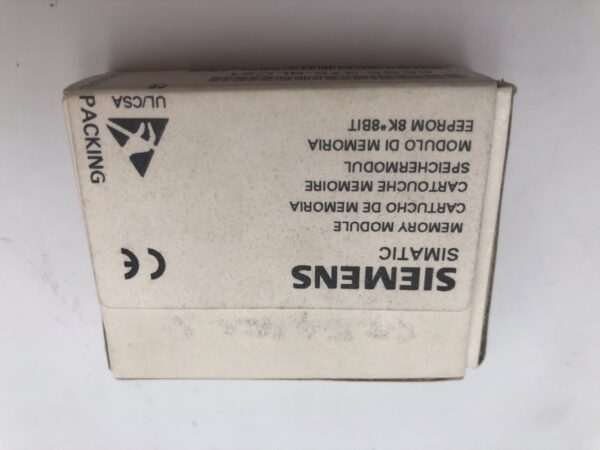 SIEMENS
SIMATIC
MEMORY MODULE
CARTUCHO DE MEMORIA
CARTOUCHE MEMOIRE
SPEICHERMODUL
MODULO DI MEMORIA
EEPROM 8K*8BIT
CE
UL/CSA
PACKING